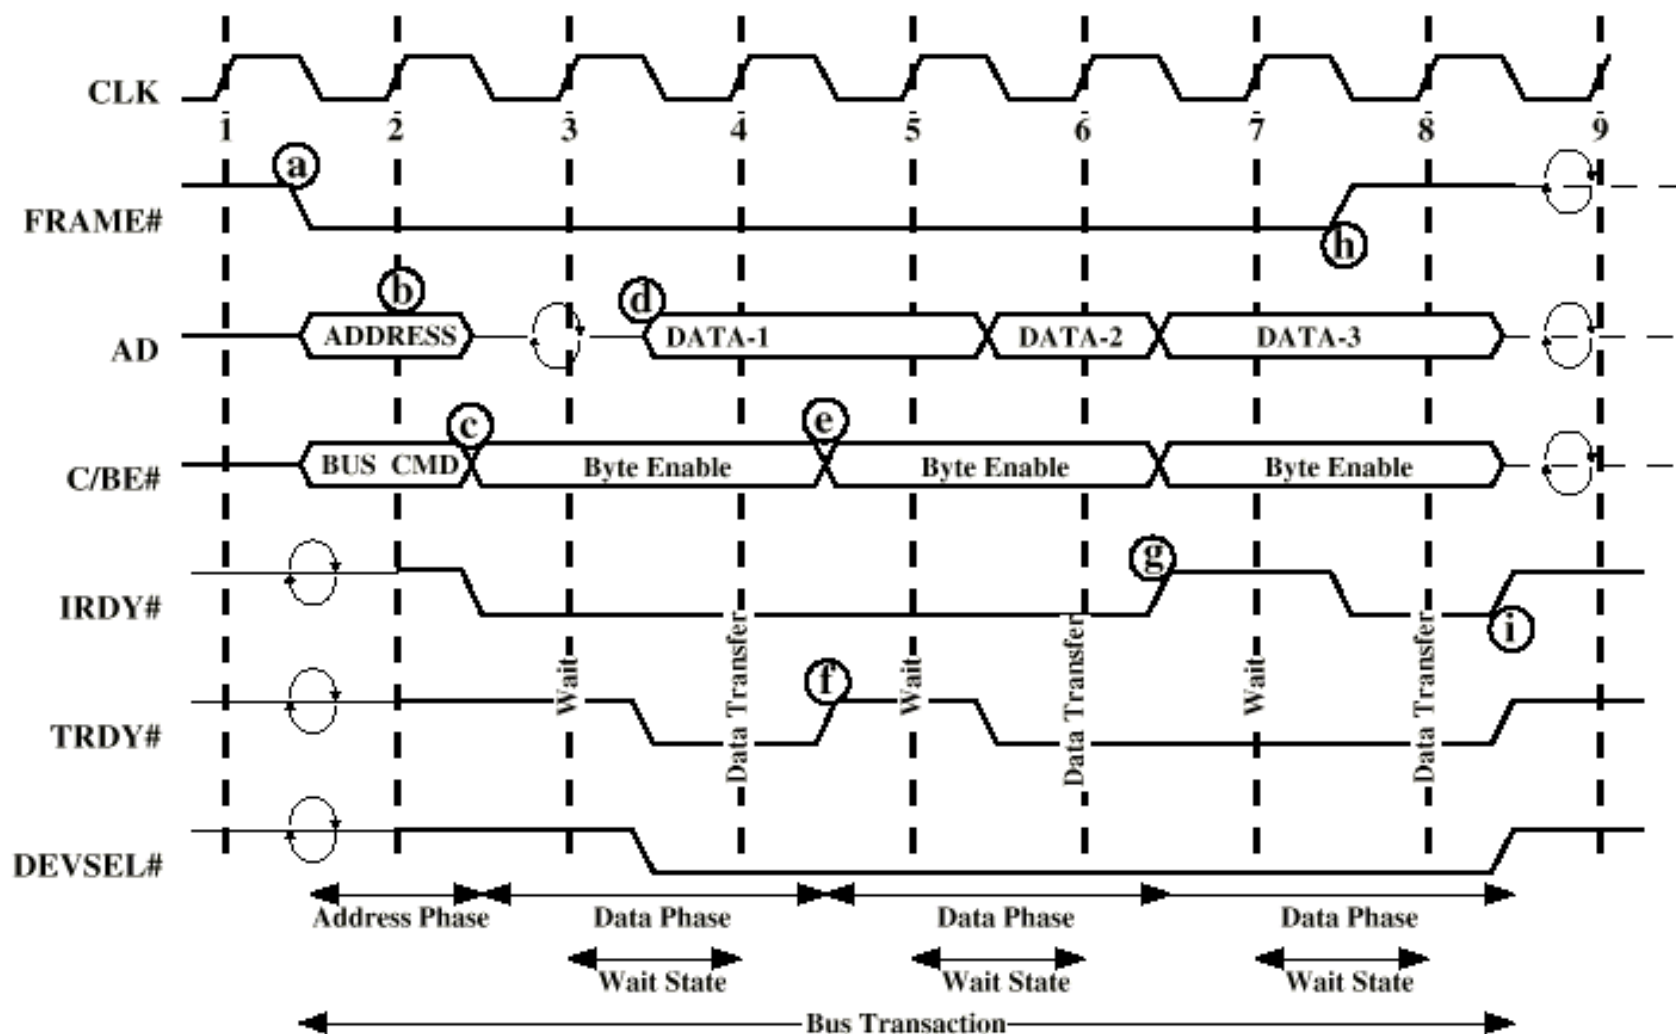 CLK
1 2 3 4 5 6 7 8 9
a
FRAME#
h
b
d
AD
ADDRESS
DATA-1
DATA-2
DATA-3
c
e
C/BE#
BUS CMD
Byte Enable
Byte Enable
Byte Enable
g
IRDY#
i
Wait
Data Transfer
Wait
Data Transfer
Wait
Data Transfer
f
TRDY#
DEVSEL#
Address Phase
Data Phase
Data Phase
Data Phase
Wait State
Wait State
Wait State
Bus Transaction